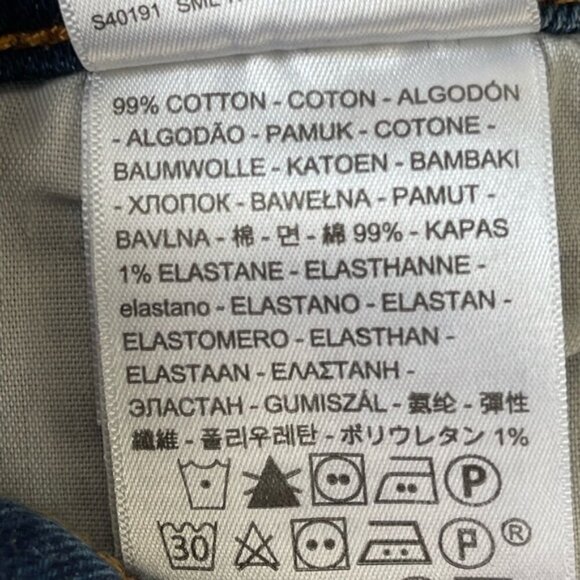 S40191
99% COTTON - COTON - ALGODÓN
- ALGODÃO - PAMUK - COTONE -
BAUMWOLLE - KATOEN - BAMBAKI
- ХЛОПОК - BAWEŁNA - PAMUT -
BAVLNA - 棉 - 면 - 綿 99% - KAPAS
1% ELASTANE - ELASTHANNE -
elastano - ELASTANO - ELASTAN -
ELASTOMERO - ELASTHAN -
ELASTAAN - ΕΛΑΣΤΑΝΗ -
ЭЛАСТАН - GUMISZÁL - 氨纶 - 彈性
纖維 - 폴리우레탄 - ポリウレタン 1%
P
30 P ®